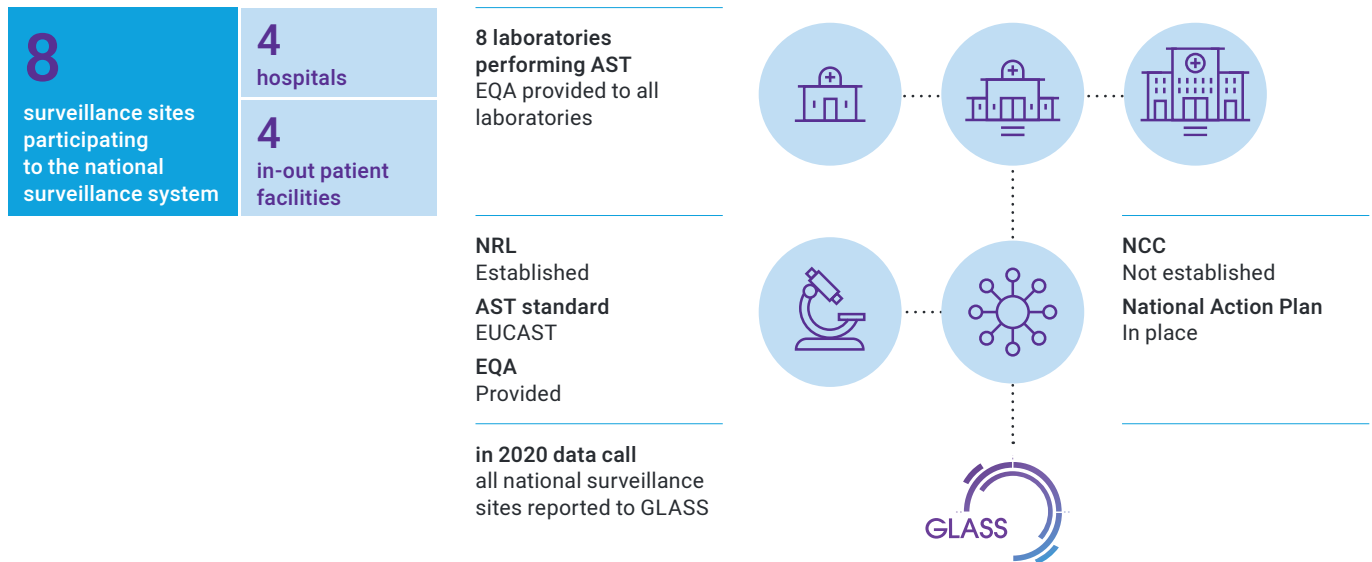 8
surveillance sites
participating
to the national
surveillance system
4
hospitals
4
in-out patient
facilities
8 laboratories
performing AST
EQA provided to all
laboratories
NRL
Established
AST standard
EUCAST
EQA
Provided
NCC
Not established
National Action Plan
In place
in 2020 data call
all national surveillance
sites reported to GLASS
GLASS